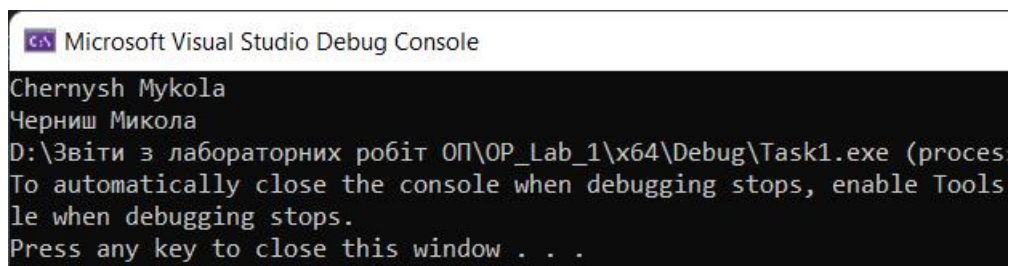 Microsoft Visual Studio Debug Console
Chernysh Mykola
Черниш Микола
D:\Звіти з лабораторних робіт ОП\OP_Lab_1\x64\Debug\Task1.exe (proces
To automatically close the console when debugging stops, enable Tools
le when debugging stops.
Press any key to close this window . . .